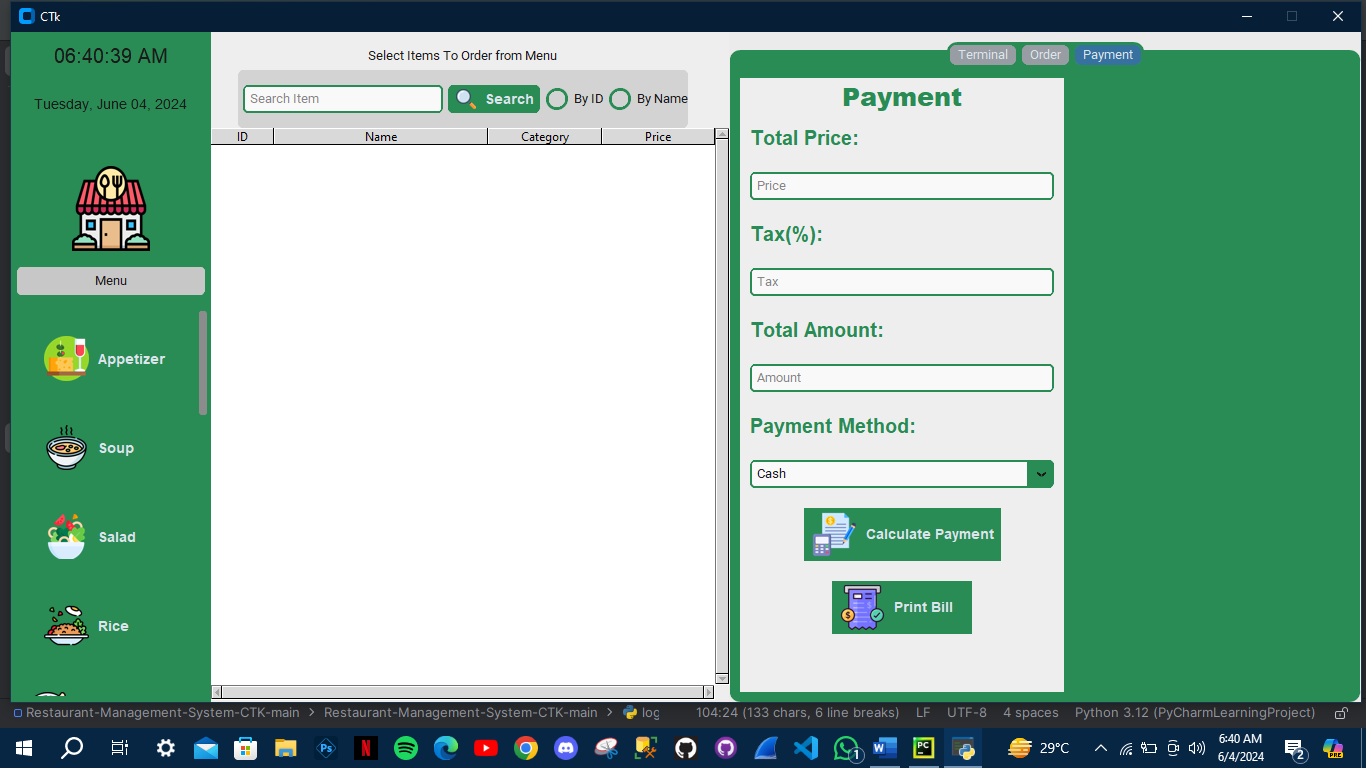 CTk
06:40:39 AM
Tuesday, June 04, 2024
Menu
Appetizer
Soup
Salad
Rice
Select Items To Order from Menu
Search Item
Search
By ID
By Name
ID Name Category Price
Terminal Order Payment
Payment
Total Price:
Price
Tax(%):
Tax
Total Amount:
Amount
Payment Method:
Cash
Calculate Payment
Print Bill
Restaurant-Management-System-CTK-main > Restaurant-Management-System-CTK-main > log 104:24 (133 chars, 6 line breaks) LF UTF-8 4 spaces Python 3.12 (PyCharmLearningProject)
Ps
N
1
W
PC
29°C
6:40 AM
6/4/2024
2
PRE